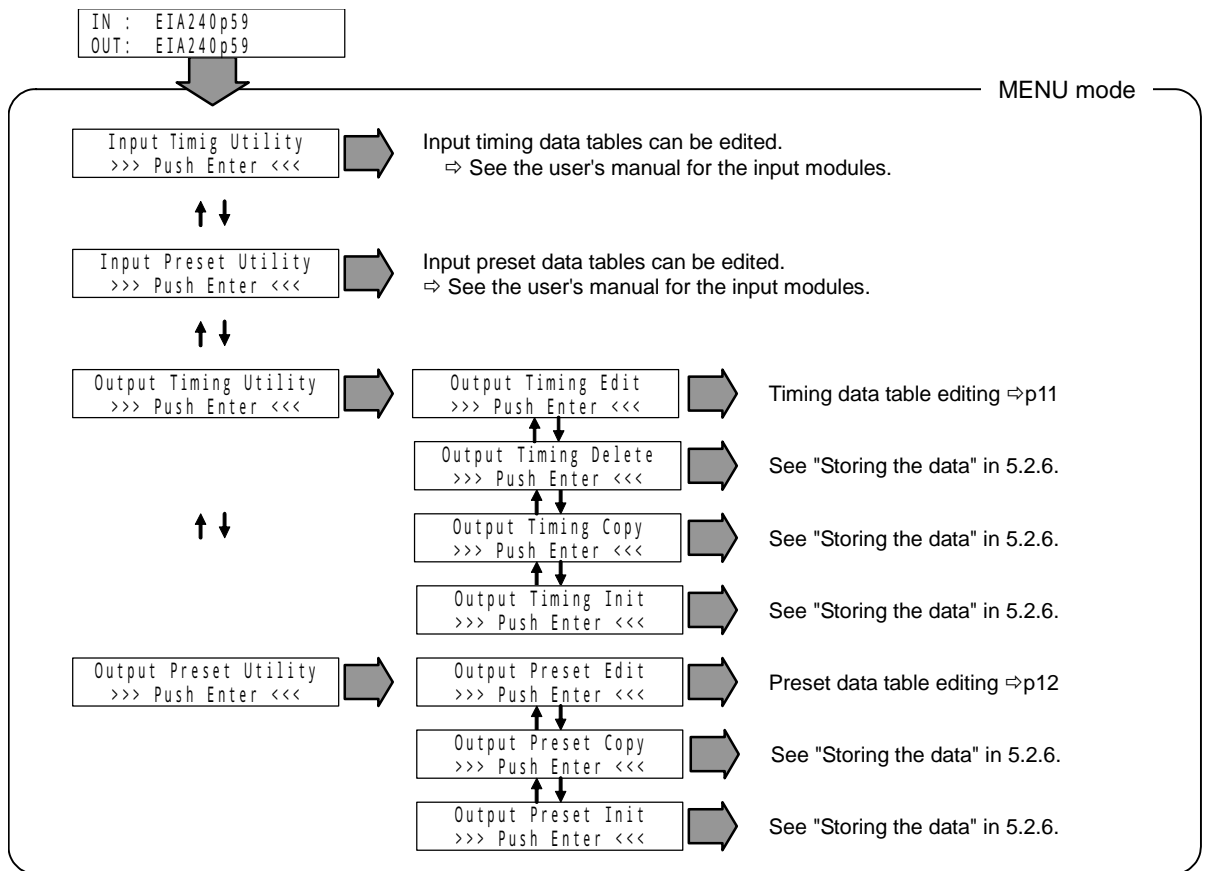 IN : EIA240p59
OUT: EIA240p59
MENU mode
Input Timig Utility
>>> Push Enter <<<
Input timing data tables can be edited.
⇨ See the user's manual for the input modules.
Input Preset Utility
>>> Push Enter <<<
Input preset data tables can be edited.
⇨ See the user's manual for the input modules.
Output Timing Utility
>>> Push Enter <<<
Output Timing Edit
>>> Push Enter <<<
Timing data table editing ⇨p11
Output Timing Delete
>>> Push Enter <<<
See "Storing the data" in 5.2.6.
Output Timing Copy
>>> Push Enter <<<
See "Storing the data" in 5.2.6.
Output Timing Init
>>> Push Enter <<<
See "Storing the data" in 5.2.6.
Output Preset Utility
>>> Push Enter <<<
Output Preset Edit
>>> Push Enter <<<
Preset data table editing ⇨p12
Output Preset Copy
>>> Push Enter <<<
See "Storing the data" in 5.2.6.
Output Preset Init
>>> Push Enter <<<
See "Storing the data" in 5.2.6.